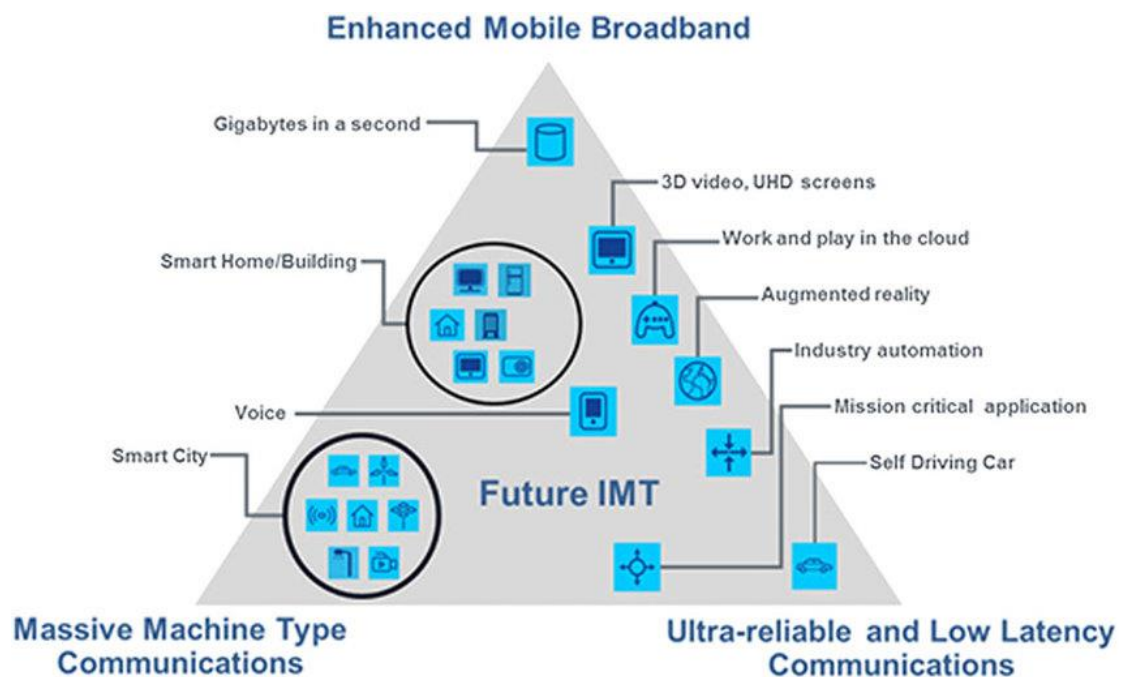 Enhanced Mobile Broadband
Gigabytes in a second
3D video, UHD screens
Work and play in the cloud
Smart Home/Building
Augmented reality
Industry automation
Voice
Mission critical application
Smart City
Self Driving Car
Future IMT
Massive Machine Type
Communications
Ultra-reliable and Low Latency
Communications